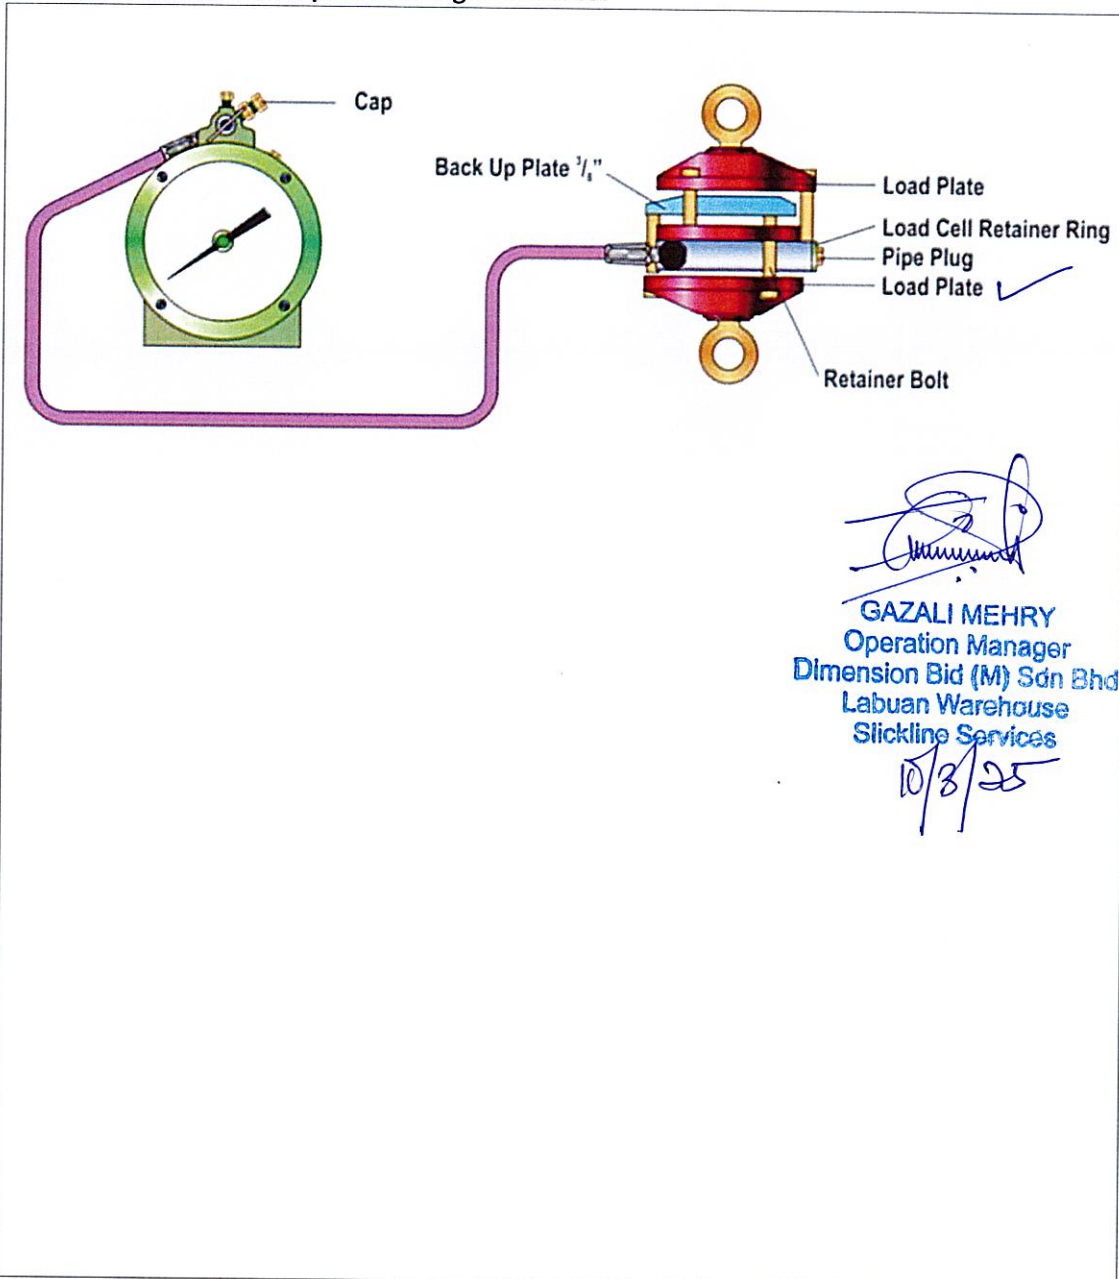 Cap
Back Up Plate 3/8"
Load Plate
Load Cell Retainer Ring
Pipe Plug
Load Plate
Retainer Bolt
GAZALI MEHRY
Operation Manager
Dimension Bid (M) Sdn Bhd
Labuan Warehouse
Slickline Services
10/3/25